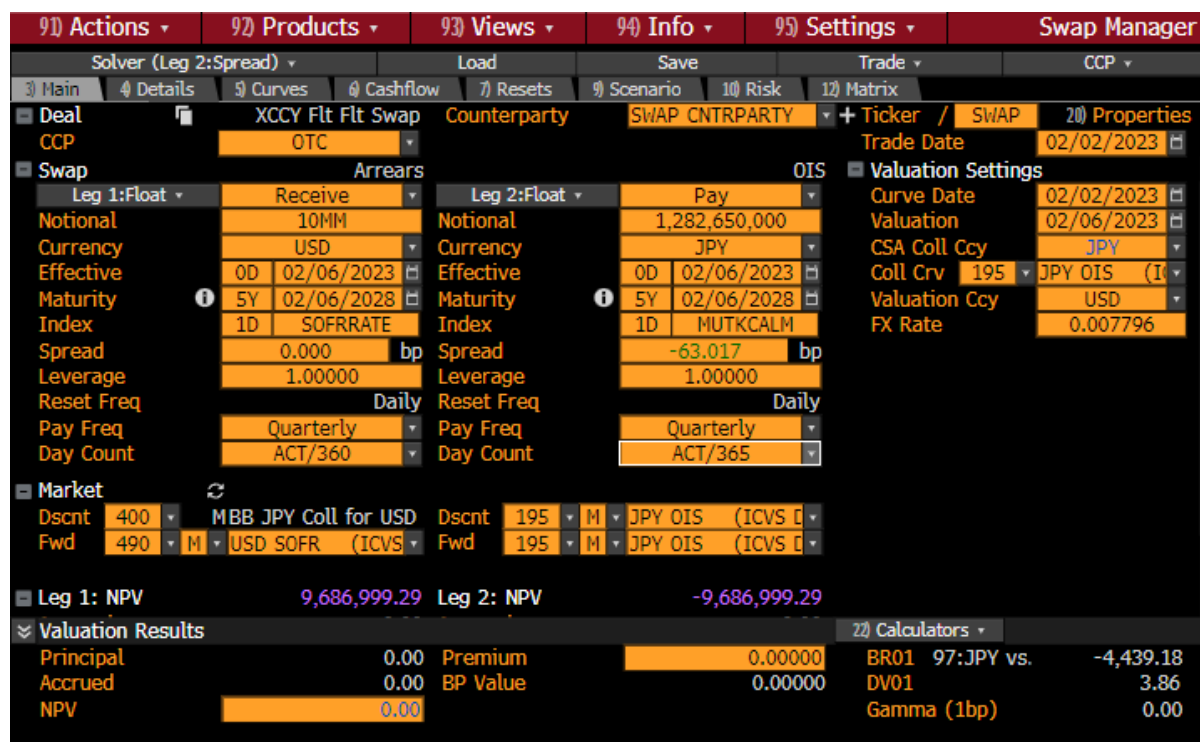 91) Actions 92) Products 93) Views 94) Info 95) Settings Swap Manager
Solver (Leg 2:Spread) Load Save Trade CCP
3) Main 4) Details 5) Curves 6) Cashflow 7) Resets 9) Scenario 10) Risk 12) Matrix
Deal XCCY Flt Flt Swap Counterparty SWAP CNTRPARTY + Ticker / SWAP 20) Properties
CCP OTC Trade Date 02/02/2023
Swap Arrears OIS Valuation Settings
Leg 1:Float Receive Leg 2:Float Pay Curve Date 02/02/2023
Notional 10MM Notional 1,282,650,000 Valuation 02/06/2023
Currency USD Currency JPY CSA Coll Ccy JPY
Effective 0D 02/06/2023 Effective 0D 02/06/2023 Coll Crv 195 JPY OIS
Maturity 5Y 02/06/2028 Maturity 5Y 02/06/2028 Valuation Ccy USD
Index 1D SOFRRATE Index 1D MUTKCALM FX Rate 0.007796
Spread 0.000 bp Spread -63.017 bp
Leverage 1.00000 Leverage 1.00000
Reset Freq Daily Reset Freq Daily
Pay Freq Quarterly Pay Freq Quarterly
Day Count ACT/360 Day Count ACT/365
Market
Dscnt 400 MBB JPY Coll for USD Dscnt 195 M JPY OIS (ICVS
Fwd 490 M USD SOFR (ICVS Fwd 195 M JPY OIS (ICVS
Leg 1: NPV 9,686,999.29 Leg 2: NPV -9,686,999.29
Valuation Results 22) Calculators
Principal 0.00 Premium 0.00000 BR01 97:JPY vs. -4,439.18
Accrued 0.00 BP Value 0.00000 DV01 3.86
NPV 0.00 Gamma (1bp) 0.00